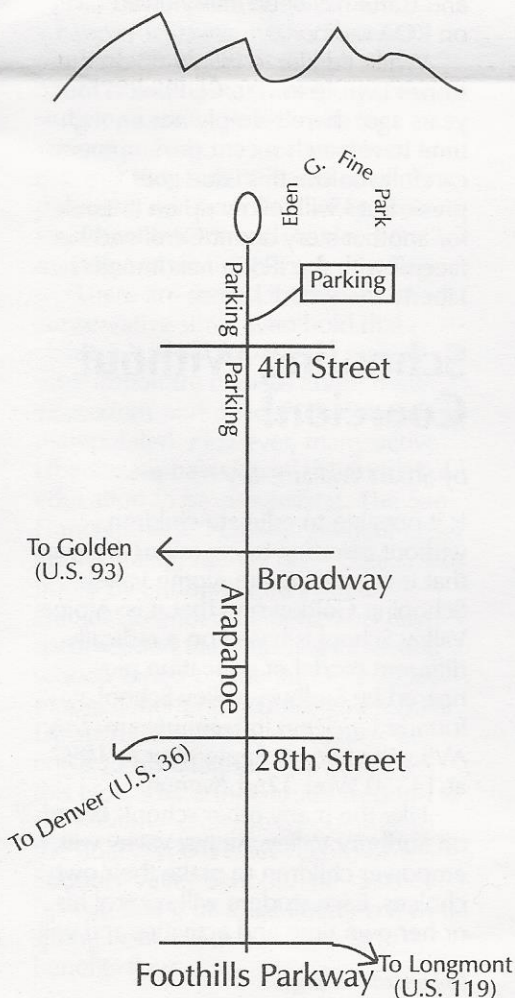 Eben G. Fine Park
Parking
Parking
4th Street
Parking
To Golden
(U.S. 93)
Broadway
Arapahoe
28th Street
To Denver (U.S. 36)
Foothills Parkway
To Longmont
(U.S. 119)